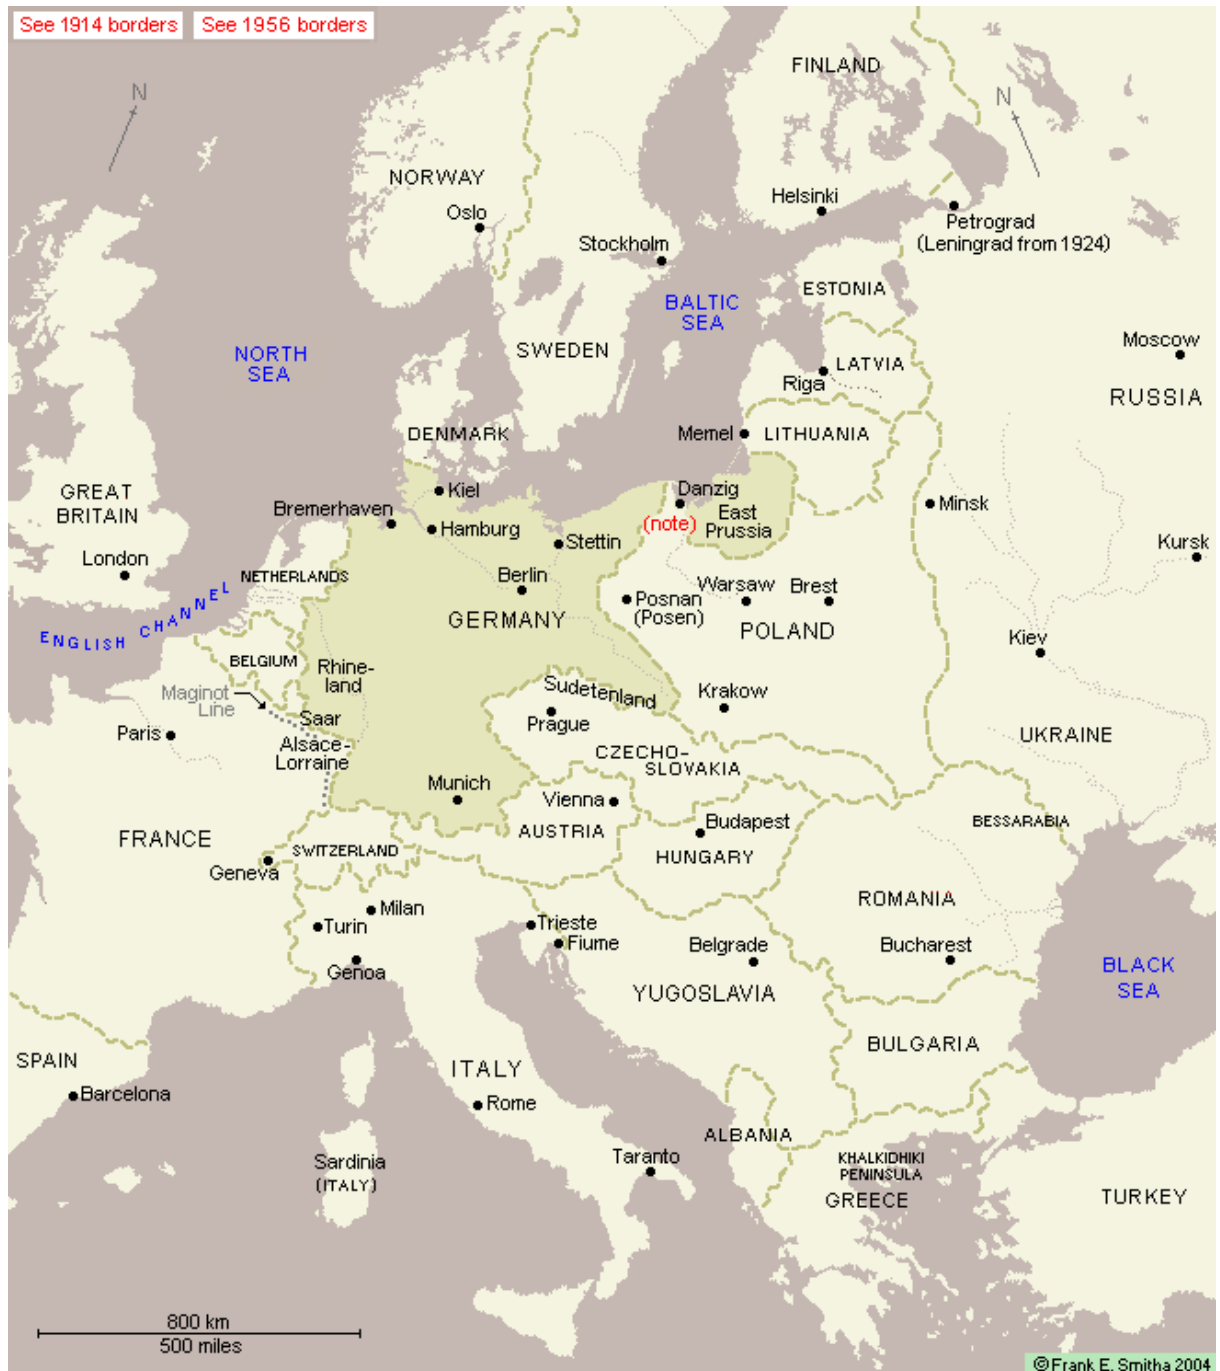 See 1914 borders
See 1956 borders
FINLAND
N
N
NORWAY
Oslo
Helsinki
Petrograd
(Leningrad from 1924)
Stockholm
ESTONIA
BALTIC
SEA
NORTH
SEA
SWEDEN
Moscow
LATVIA
Riga
RUSSIA
DENMARK
Memel
LITHUANIA
GREAT
BRITAIN
Kiel
Bremerhaven
Hamburg
Danzig
(note)
East
Prussia
Minsk
Stettin
London
Kursk
NETHERLANDS
Berlin
Warsaw
Brest
Posnan
(Posen)
ENGLISH CHANNEL
GERMANY
POLAND
Kiev
BELGIUM
Rhine-
land
Maginot
Line
Sudetenland
Krakow
Saar
Prague
Paris
Alsace-
Lorraine
UKRAINE
CZECHO-
SLOVAKIA
Munich
Vienna
FRANCE
AUSTRIA
Budapest
BESSARABIA
SWITZERLAND
HUNGARY
Geneva
ROMANIA
Milan
Turin
Trieste
Fiume
Belgrade
Bucharest
Genoa
BLACK
SEA
YUGOSLAVIA
BULGARIA
SPAIN
ITALY
Barcelona
Rome
ALBANIA
Taranto
KHALKIDHIKI
PENINSULA
Sardinia
(ITALY)
GREECE
TURKEY
800 km
500 miles
©Frank E. Smitha 2004